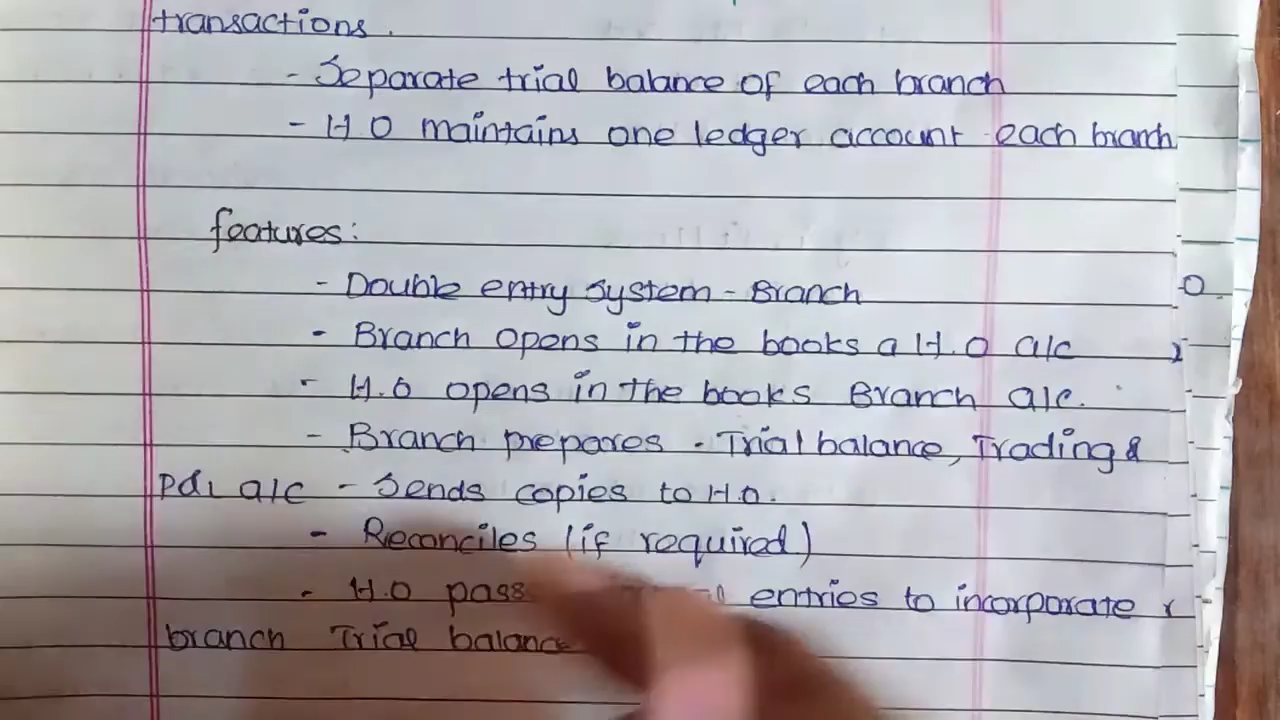 transactions.
- Separate trial balance of each branch
- H.O maintains one ledger account each branch
features:
- Double entry system - Branch
- Branch opens in the books a H.O a/c
- H.O opens in the books Branch a/c.
- Branch prepares - Trial balance, Trading &
P&L a/c - Sends copies to H.O.
- Reconciles (if required)
- H.O entries to incorporate
branch Trial balance